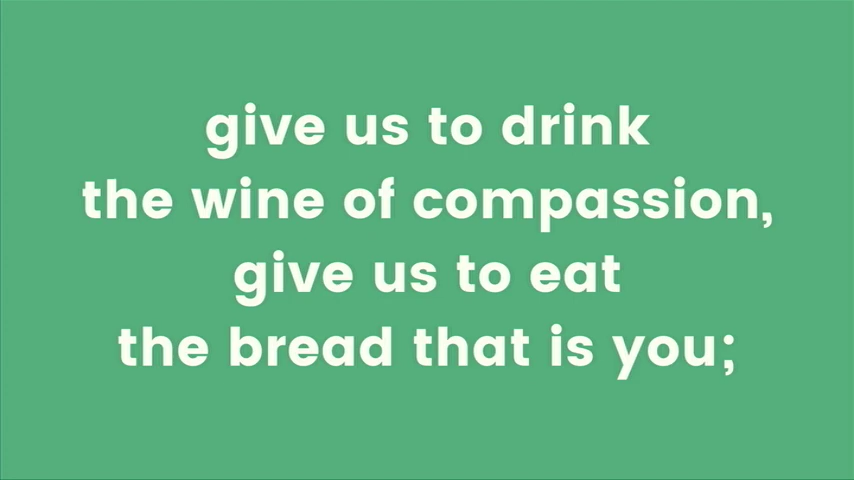 give us to drink
the wine of compassion,
give us to eat
the bread that is you;